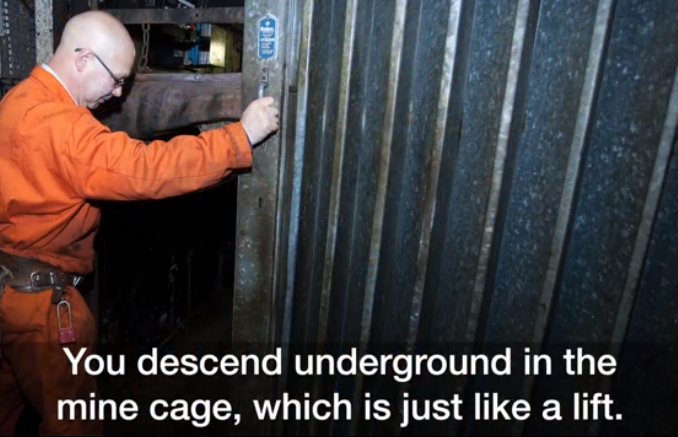 You descend underground in the
mine cage, which is just like a lift.